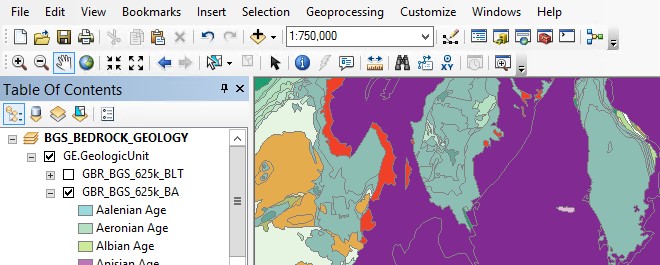 File Edit View Bookmarks Insert Selection Geoprocessing Customize Windows Help
1:750,000
XY
Table Of Contents
BGS_BEDROCK_GEOLOGY
GE.GeologicUnit
GBR_BGS_625k_BLT
GBR_BGS_625k_BA
Aalenian Age
Aeronian Age
Albian Age
Anisian Age